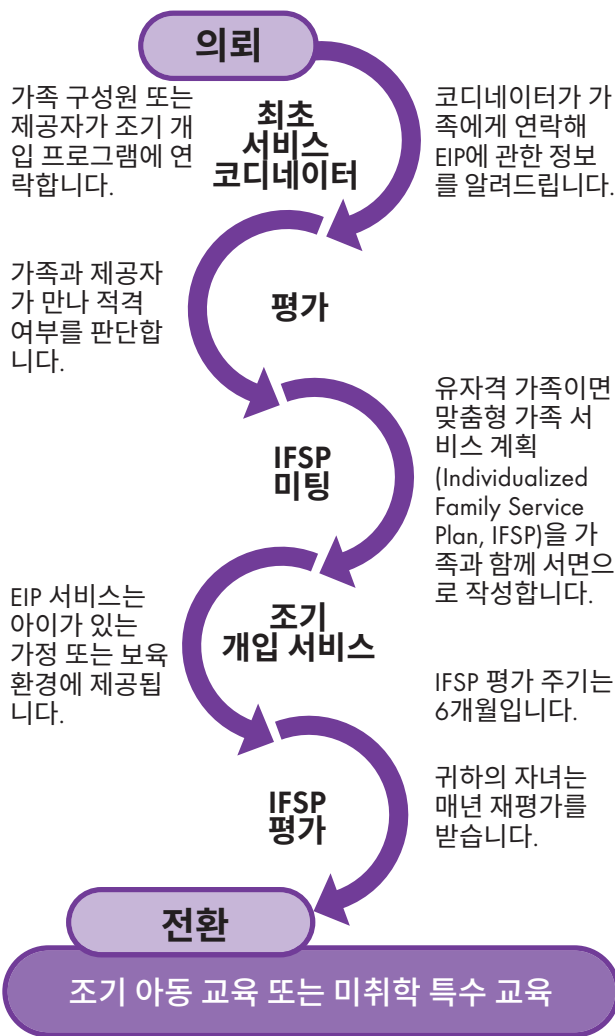 의뢰
가족 구성원 또는
제공자가 조기 개
입 프로그램에 연
락합니다.
최초
서비스
코디네이터
코디네이터가 가
족에게 연락해
EIP에 관한 정보
를 알려드립니다.
가족과 제공자
가 만나 적격
여부를 판단합
니다.
평가
IFSP
미팅
유자격 가족이면
맞춤형 가족 서
비스 계획
(Individualized
Family Service
Plan, IFSP)을 가
족과 함께 서면으
로 작성합니다.
EIP 서비스는
아이가 있는
가정 또는 보육
환경에 제공됩
니다.
조기
개입 서비스
IFSP 평가 주기는
6개월입니다.
IFSP
평가
귀하의 자녀는
매년 재평가를
받습니다.
전환
조기 아동 교육 또는 미취학 특수 교육